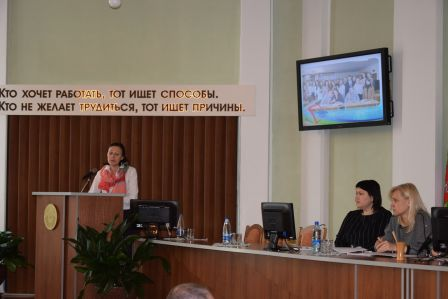 Кто хочет работать, тот ищет способы.
Кто не желает трудиться, тот ищет причины.